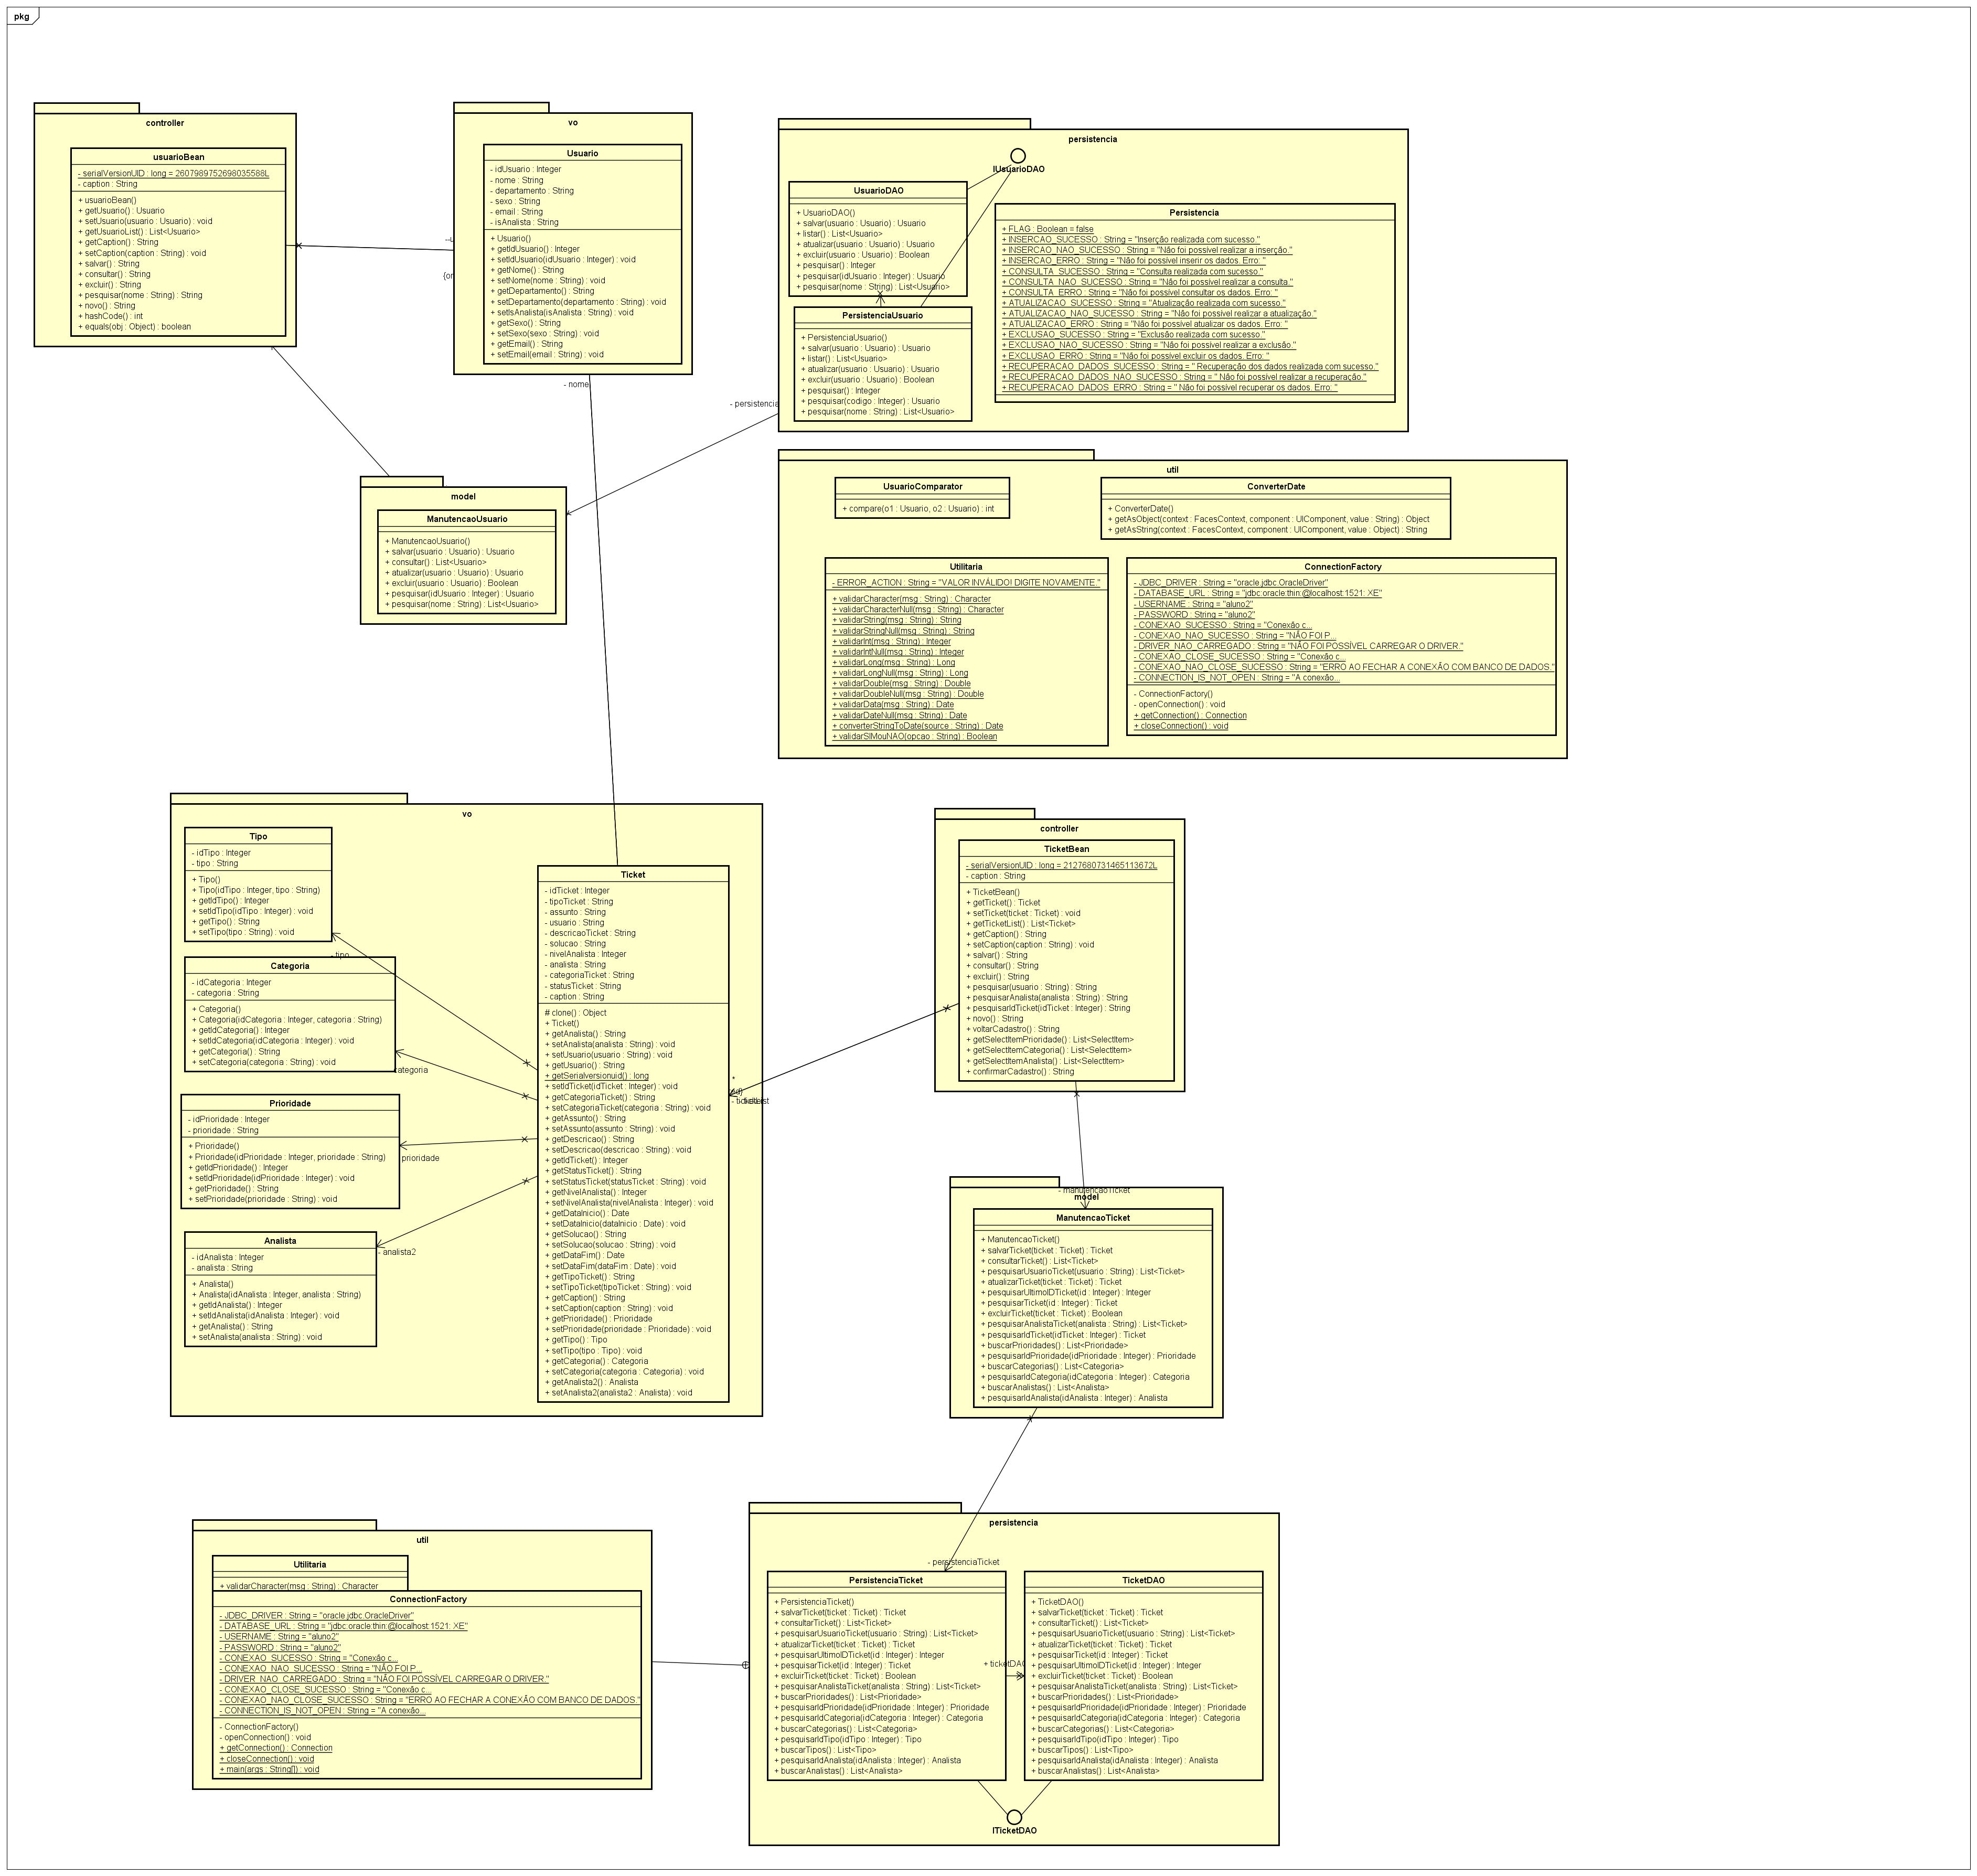 pkg
controller
usuarioBean
- serialVersionUID : long = 2607989752698035588L
- caption : String
+ usuarioBean()
+ getUsuario() : Usuario
+ setUsuario(usuario : Usuario) : void
+ getUsuarioList() : List<Usuario>
+ getCaption() : String
+ setCaption(caption : String) : void
+ salvar() : String
+ consultar() : String
+ excluir() : String
+ pesquisar(nome : String) : String
+ novo() : String
+ hashCode() : int
+ equals(obj : Object) : boolean
vo
Usuario
- idUsuario : Integer
- nome : String
- departamento : String
- sexo : String
- email : String
- isAnalista : String
+ Usuario()
+ getIdUsuario() : Integer
+ setIdUsuario(idUsuario : Integer) : void
+ getNome() : String
+ setNome(nome : String) : void
+ getDepartamento() : String
+ setDepartamento(departamento : String) : void
+ setIsAnalista(isAnalista : String) : void
+ getSexo() : String
+ setSexo(sexo : String) : void
+ getEmail() : String
+ setEmail(email : String) : void
- nome
persistencia
IUsuarioDAO
UsuarioDAO
+ UsuarioDAO()
+ salvar(usuario : Usuario) : Usuario
+ listar() : List<Usuario>
+ atualizar(usuario : Usuario) : Usuario
+ excluir(usuario : Usuario) : Boolean
+ pesquisar() : Integer
+ pesquisar(idUsuario : Integer) : Usuario
+ pesquisar(nome : String) : List<Usuario>
PersistenciaUsuario
+ PersistenciaUsuario()
+ salvar(usuario : Usuario) : Usuario
+ listar() : List<Usuario>
+ atualizar(usuario : Usuario) : Usuario
+ excluir(usuario : Usuario) : Boolean
+ pesquisar() : Integer
+ pesquisar(codigo : Integer) : Usuario
+ pesquisar(nome : String) : List<Usuario>
Persistencia
+ FLAG : Boolean = false
+ INSERCAO_SUCESSO : String = "Inserção realizada com sucesso."
+ INSERCAO_NAO_SUCESSO : String = "Não foi possível realizar a inserção."
+ INSERCAO_ERRO : String = "Não foi possível inserir os dados. Erro: "
+ CONSULTA_SUCESSO : String = "Consulta realizada com sucesso."
+ CONSULTA_NAO_SUCESSO : String = "Não foi possível realizar a consulta."
+ CONSULTA_ERRO : String = "Não foi possível consultar os dados. Erro: "
+ ATUALIZACAO_SUCESSO : String = "Atualização realizada com sucesso."
+ ATUALIZACAO_NAO_SUCESSO : String = "Não foi possível realizar a atualização."
+ ATUALIZACAO_ERRO : String = "Não foi possível atualizar os dados. Erro: "
+ EXCLUSAO_SUCESSO : String = "Exclusão realizada com sucesso."
+ EXCLUSAO_NAO_SUCESSO : String = "Não foi possível realizar a exclusão."
+ EXCLUSAO_ERRO : String = "Não foi possível excluir os dados. Erro: "
+ RECUPERACAO_DADOS_SUCESSO : String = " Recuperação dos dados realizada com sucesso."
+ RECUPERACAO_DADOS_NAO_SUCESSO : String = " Não foi possível realizar a recuperação."
+ RECUPERACAO_DADOS_ERRO : String = " Não foi possível recuperar os dados. Erro: "
- persistencia
model
ManutencaoUsuario
+ ManutencaoUsuario()
+ salvar(usuario : Usuario) : Usuario
+ consultar() : List<Usuario>
+ atualizar(usuario : Usuario) : Usuario
+ excluir(usuario : Usuario) : Boolean
+ pesquisar(idUsuario : Integer) : Usuario
+ pesquisar(nome : String) : List<Usuario>
util
UsuarioComparator
+ compare(o1 : Usuario, o2 : Usuario) : int
ConverterDate
+ ConverterDate()
+ getAsObject(context : FacesContext, component : UIComponent, value : String) : Object
+ getAsString(context : FacesContext, component : UIComponent, value : Object) : String
Utilitaria
- ERROR_ACTION : String = "VALOR INVÁLIDO! DIGITE NOVAMENTE."
+ validarCharacter(msg : String) : Character
+ validarCharacterNull(msg : String) : Character
+ validarString(msg : String) : String
+ validarStringNull(msg : String) : String
+ validarInt(msg : String) : Integer
+ validarIntNull(msg : String) : Integer
+ validarLong(msg : String) : Long
+ validarLongNull(msg : String) : Long
+ validarDouble(msg : String) : Double
+ validarDoubleNull(msg : String) : Double
+ validarData(msg : String) : Date
+ validarDateNull(msg : String) : Date
+ converterStringToDate(source : String) : Date
+ validarSIMouNAO(opcao : String) : Boolean
ConnectionFactory
- JDBC_DRIVER : String = "oracle.jdbc.OracleDriver"
- DATABASE_URL : String = "jdbc:oracle:thin:@localhost:1521: XE"
- USERNAME : String = "aluno2"
- PASSWORD : String = "aluno2"
- CONEXAO_SUCESSO : String = "Conexão c...
- CONEXAO_NAO_SUCESSO : String = "NÃO FOI P...
- DRIVER_NAO_CARREGADO : String = "NÃO FOI POSSÍVEL CARREGAR O DRIVER."
- CONEXAO_CLOSE_SUCESSO : String = "Conexão c...
- CONEXAO_NAO_CLOSE_SUCESSO : String = "ERRO AO FECHAR A CONEXÃO COM BANCO DE DADOS."
- CONNECTION_IS_NOT_OPEN : String = "A conexão...
- ConnectionFactory()
- openConnection() : void
+ getConnection() : Connection
+ closeConnection() : void
vo
Tipo
- idTipo : Integer
- tipo : String
+ Tipo()
+ Tipo(idTipo : Integer, tipo : String)
+ getIdTipo() : Integer
+ setIdTipo(idTipo : Integer) : void
+ getTipo() : String
+ setTipo(tipo : String) : void
- tipo
Categoria
- idCategoria : Integer
- categoria : String
+ Categoria()
+ Categoria(idCategoria : Integer, categoria : String)
+ getIdCategoria() : Integer
+ setIdCategoria(idCategoria : Integer) : void
+ getCategoria() : String
+ setCategoria(categoria : String) : void
categoria
Prioridade
- idPrioridade : Integer
- prioridade : String
+ Prioridade()
+ Prioridade(idPrioridade : Integer, prioridade : String)
+ getIdPrioridade() : Integer
+ setIdPrioridade(idPrioridade : Integer) : void
+ getPrioridade() : String
+ setPrioridade(prioridade : String) : void
prioridade
Analista
- idAnalista : Integer
- analista : String
+ Analista()
+ Analista(idAnalista : Integer, analista : String)
+ getIdAnalista() : Integer
+ setIdAnalista(idAnalista : Integer) : void
+ getAnalista() : String
+ setAnalista(analista : String) : void
- analista2
Ticket
- idTicket : Integer
- tipoTicket : String
- assunto : String
- usuario : String
- descricaoTicket : String
- solucao : String
- nivelAnalista : Integer
- analista : String
- categoriaTicket : String
- statusTicket : String
- caption : String
# clone() : Object
+ Ticket()
+ getAnalista() : String
+ setAnalista(analista : String) : void
+ setUsuario(usuario : String) : void
+ getUsuario() : String
+ getSerialversionuid() : long
+ setIdTicket(idTicket : Integer) : void
+ getCategoriaTicket() : String
+ setCategoriaTicket(categoria : String) : void
+ getAssunto() : String
+ setAssunto(assunto : String) : void
+ getDescricao() : String
+ setDescricao(descricao : String) : void
+ getIdTicket() : Integer
+ getStatusTicket() : String
+ setStatusTicket(statusTicket : String) : void
+ getNivelAnalista() : Integer
+ setNivelAnalista(nivelAnalista : Integer) : void
+ getDataInicio() : Date
+ setDataInicio(dataInicio : Date) : void
+ getSolucao() : String
+ setSolucao(solucao : String) : void
+ getDataFim() : Date
+ setDataFim(dataFim : Date) : void
+ getTipoTicket() : String
+ setTipoTicket(tipoTicket : String) : void
+ getCaption() : String
+ setCaption(caption : String) : void
+ getPrioridade() : Prioridade
+ setPrioridade(prioridade : Prioridade) : void
+ getTipo() : Tipo
+ setTipo(tipo : Tipo) : void
+ getCategoria() : Categoria
+ setCategoria(categoria : Categoria) : void
+ getAnalista2() : Analista
+ setAnalista2(analista2 : Analista) : void
*
controller
TicketBean
- serialVersionUID : long = 2127680731465113672L
- caption : String
+ TicketBean()
+ getTicket() : Ticket
+ setTicket(ticket : Ticket) : void
+ getTicketList() : List<Ticket>
+ getCaption() : String
+ setCaption(caption : String) : void
+ salvar() : String
+ consultar() : String
+ excluir() : String
+ pesquisar(usuario : String) : String
+ pesquisarAnalista(analista : String) : String
+ pesquisarIdTicket(idTicket : Integer) : String
+ novo() : String
+ voltarCadastro() : String
+ getSelectItemPrioridade() : List<SelectItem>
+ getSelectItemCategoria() : List<SelectItem>
+ getSelectItemAnalista() : List<SelectItem>
+ confirmarCadastro() : String
- manutencaoTicket
model
ManutencaoTicket
+ ManutencaoTicket()
+ salvarTicket(ticket : Ticket) : Ticket
+ consultarTicket() : List<Ticket>
+ pesquisarUsuarioTicket(usuario : String) : List<Ticket>
+ atualizarTicket(ticket : Ticket) : Ticket
+ pesquisarUltimoIDTicket(id : Integer) : Integer
+ pesquisarTicket(id : Integer) : Ticket
+ excluirTicket(ticket : Ticket) : Boolean
+ pesquisarAnalistaTicket(analista : String) : List<Ticket>
+ pesquisarIdTicket(idTicket : Integer) : Ticket
+ buscarPrioridades() : List<Prioridade>
+ pesquisarIdPrioridade(idPrioridade : Integer) : Prioridade
+ buscarCategorias() : List<Categoria>
+ pesquisarIdCategoria(idCategoria : Integer) : Categoria
+ buscarAnalistas() : List<Analista>
+ pesquisarIdAnalista(idAnalista : Integer) : Analista
util
Utilitaria
+ validarCharacter(msg : String) : Character
ConnectionFactory
- JDBC_DRIVER : String = "oracle.jdbc.OracleDriver"
- DATABASE_URL : String = "jdbc:oracle:thin:@localhost:1521: XE"
- USERNAME : String = "aluno2"
- PASSWORD : String = "aluno2"
- CONEXAO_SUCESSO : String = "Conexão c...
- CONEXAO_NAO_SUCESSO : String = "NÃO FOI P...
- DRIVER_NAO_CARREGADO : String = "NÃO FOI POSSÍVEL CARREGAR O DRIVER."
- CONEXAO_CLOSE_SUCESSO : String = "Conexão c...
- CONEXAO_NAO_CLOSE_SUCESSO : String = "ERRO AO FECHAR A CONEXÃO COM BANCO DE DADOS."
- CONNECTION_IS_NOT_OPEN : String = "A conexão...
- ConnectionFactory()
- openConnection() : void
+ getConnection() : Connection
+ closeConnection() : void
+ main(args : String[]) : void
persistencia
- persistenciaTicket
PersistenciaTicket
+ PersistenciaTicket()
+ salvarTicket(ticket : Ticket) : Ticket
+ consultarTicket() : List<Ticket>
+ pesquisarUsuarioTicket(usuario : String) : List<Ticket>
+ atualizarTicket(ticket : Ticket) : Ticket
+ pesquisarUltimoIDTicket(id : Integer) : Integer
+ pesquisarTicket(id : Integer) : Ticket
+ excluirTicket(ticket : Ticket) : Boolean
+ pesquisarAnalistaTicket(analista : String) : List<Ticket>
+ buscarPrioridades() : List<Prioridade>
+ pesquisarIdPrioridade(idPrioridade : Integer) : Prioridade
+ pesquisarIdCategoria(idCategoria : Integer) : Categoria
+ buscarCategorias() : List<Categoria>
+ pesquisarIdTipo(idTipo : Integer) : Tipo
+ buscarTipos() : List<Tipo>
+ pesquisarIdAnalista(idAnalista : Integer) : Analista
+ buscarAnalistas() : List<Analista>
+ ticketDAO
TicketDAO
+ TicketDAO()
+ salvarTicket(ticket : Ticket) : Ticket
+ consultarTicket() : List<Ticket>
+ pesquisarUsuarioTicket(usuario : String) : List<Ticket>
+ atualizarTicket(ticket : Ticket) : Ticket
+ pesquisarTicket(id : Integer) : Ticket
+ pesquisarUltimoIDTicket(id : Integer) : Integer
+ excluirTicket(ticket : Ticket) : Boolean
+ pesquisarAnalistaTicket(analista : String) : List<Ticket>
+ buscarPrioridades() : List<Prioridade>
+ pesquisarIdPrioridade(idPrioridade : Integer) : Prioridade
+ pesquisarIdCategoria(idCategoria : Integer) : Categoria
+ buscarCategorias() : List<Categoria>
+ pesquisarIdTipo(idTipo : Integer) : Tipo
+ buscarTipos() : List<Tipo>
+ pesquisarIdAnalista(idAnalista : Integer) : Analista
+ buscarAnalistas() : List<Analista>
ITicketDAO